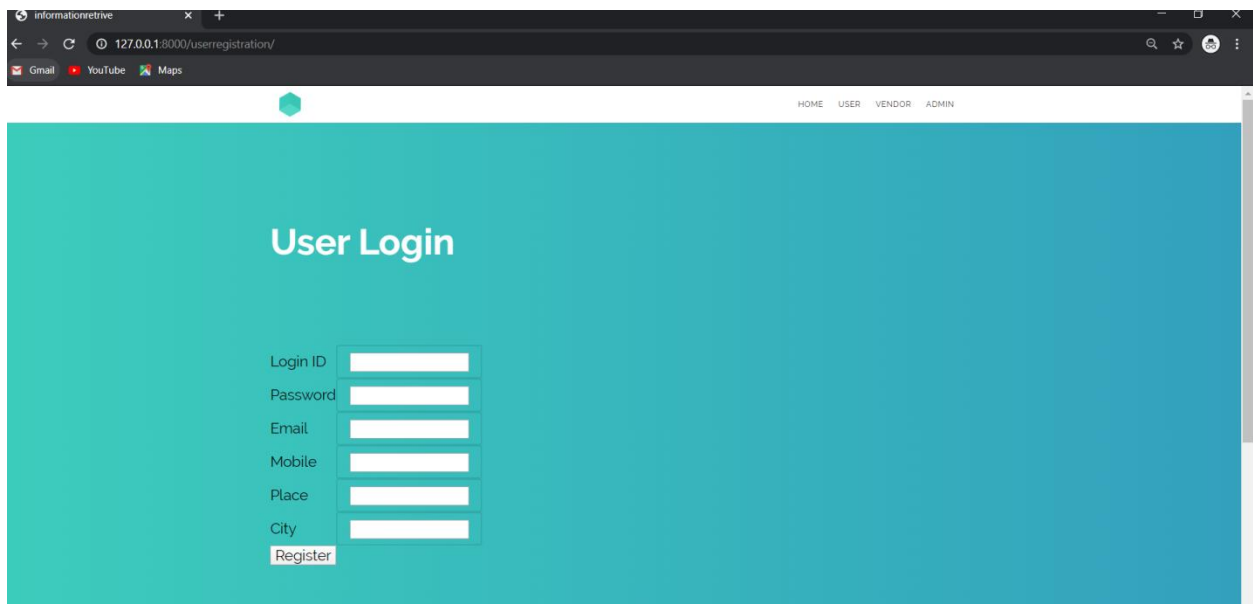 informationretrive
127.0.0.1:8000/userregistration/
Gmail YouTube Maps
HOME USER VENDOR ADMIN
User Login
Login ID
Password
Email
Mobile
Place
City
Register